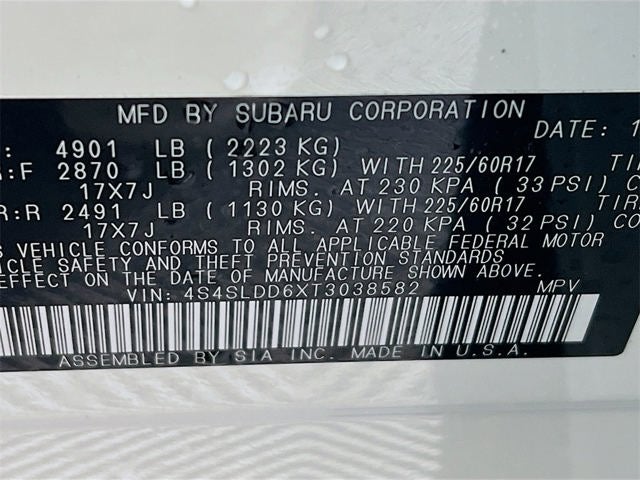 MFD BY SUBARU CORPORATION
DATE: 1
: 4901 LB ( 2223 KG)
:F 2870 LB ( 1302 KG) WITH 225/60R17
17X7J RIMS. AT 230 KPA ( 33 PSI) C
R:R 2491 LB ( 1130 KG) WITH 225/60R17 TIR
17X7J RIMS. AT 220 KPA ( 32 PSI) CO
S VEHICLE CONFORMS TO ALL APPLICABLE FEDERAL MOTOR
ICLE SAFETY AND THEFT PREVENTION STANDARDS
EFFECT ON THE DATE OF MANUFACTURE SHOWN ABOVE.
VIN: 4S4SLDD6XT3038582 MPV
ASSEMBLED BY SIA INC. MADE IN U.S.A.